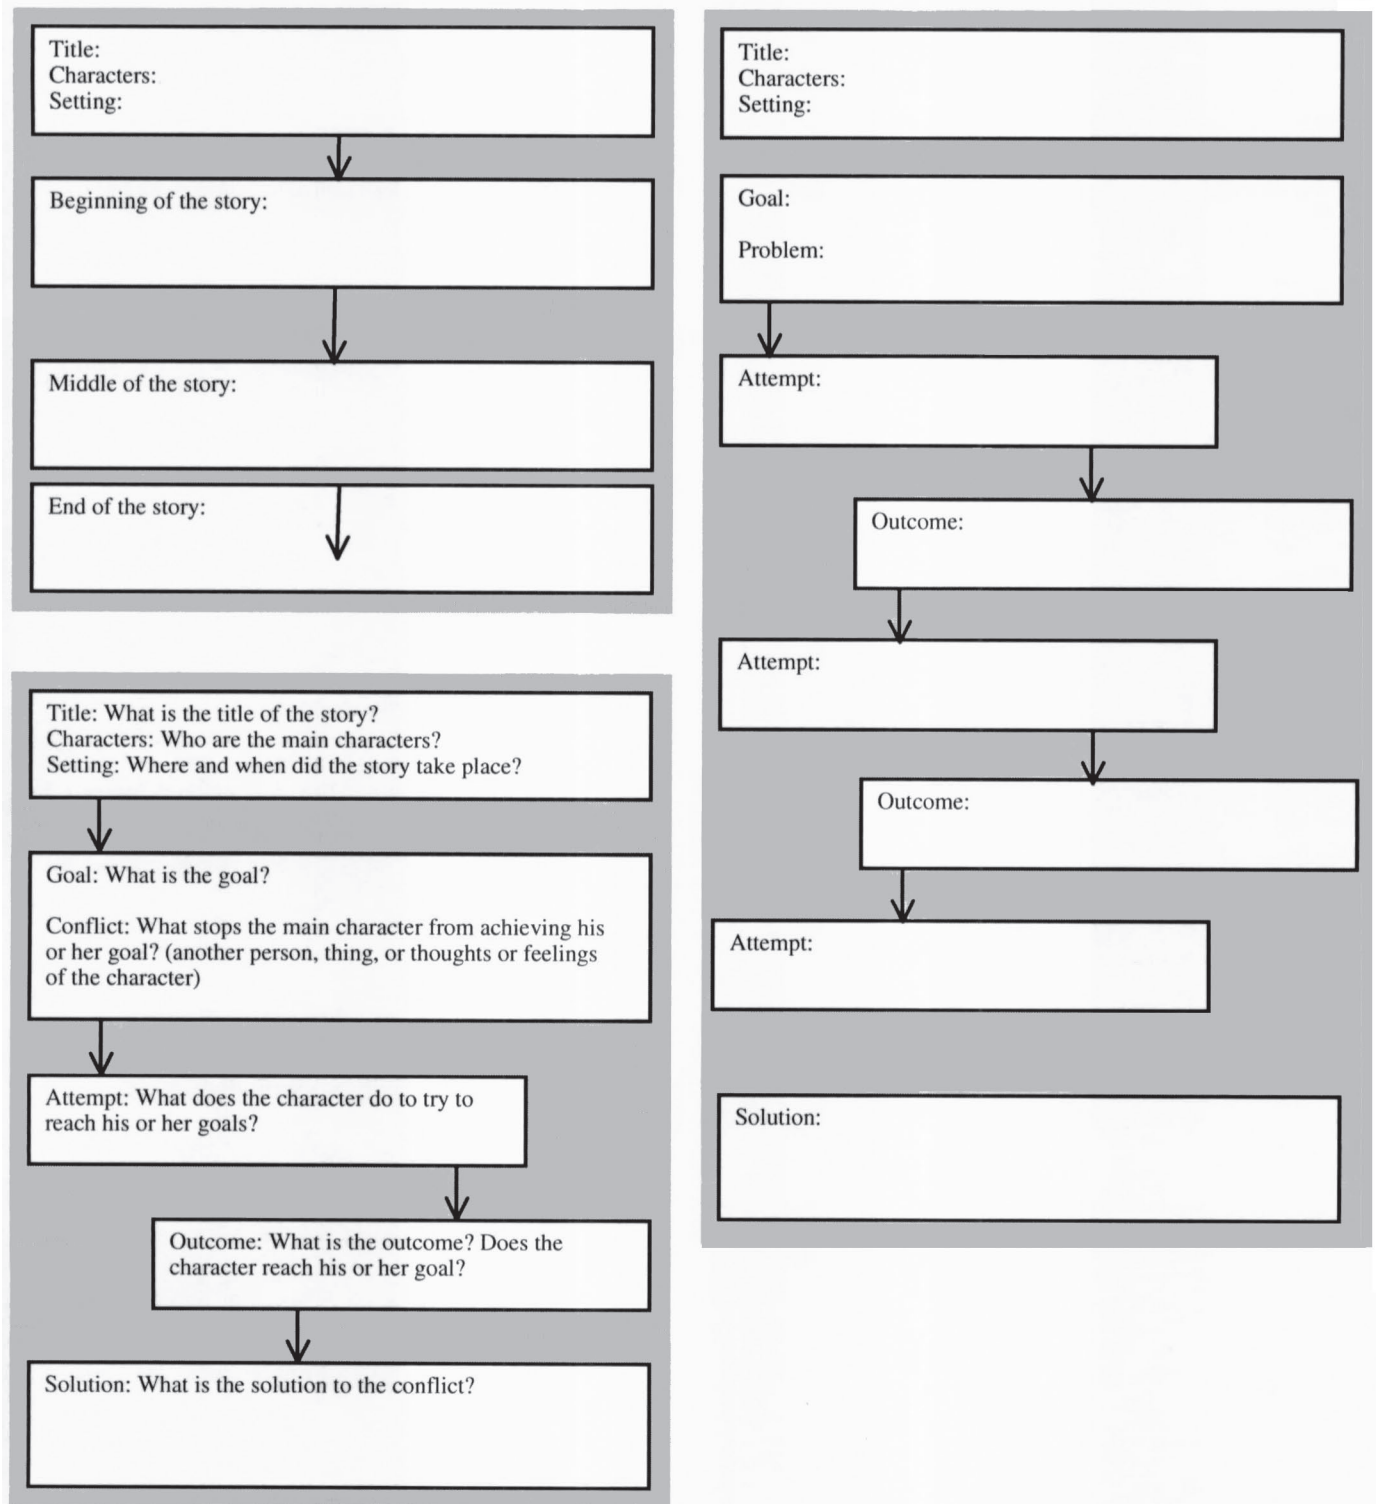 Title:
Characters:
Setting:
Beginning of the story:
Middle of the story:
End of the story:
Title: What is the title of the story?
Characters: Who are the main characters?
Setting: Where and when did the story take place?
Goal: What is the goal?
Conflict: What stops the main character from achieving his
or her goal? (another person, thing, or thoughts or feelings
of the character)
Attempt: What does the character do to try to
reach his or her goals?
Outcome: What is the outcome? Does the
character reach his or her goal?
Solution: What is the solution to the conflict?
Title:
Characters:
Setting:
Goal:
Problem:
Attempt:
Outcome:
Attempt:
Outcome:
Attempt:
Solution: